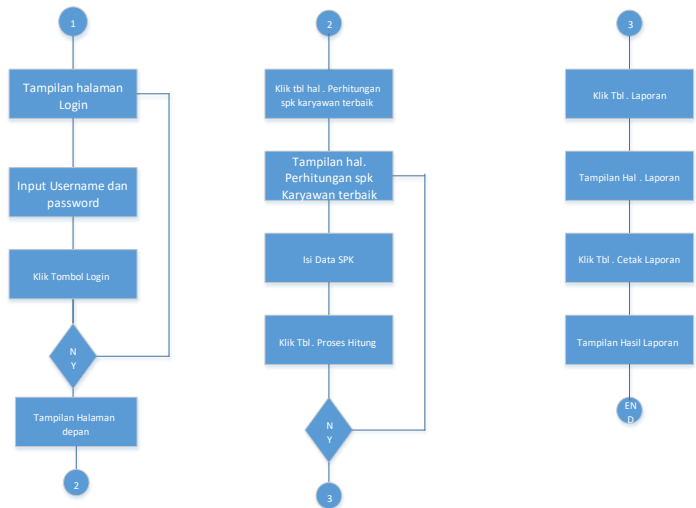 1
Tampilan halaman
Login
Input Username dan
password
Klik Tombol Login
N
Y
Tampilan Halaman
depan
2
2
Klik tbl hal . Perhitungan
spk karyawan terbaik
Tampilan hal.
Perhitungan spk
Karyawan terbaik
Isi Data SPK
Klik Tbl . Proses Hitung
N
Y
3
3
Klik Tbl . Laporan
Tampilan Hal . Laporan
Klik Tbl . Cetak Laporan
Tampilan Hasil Laporan
EN
D